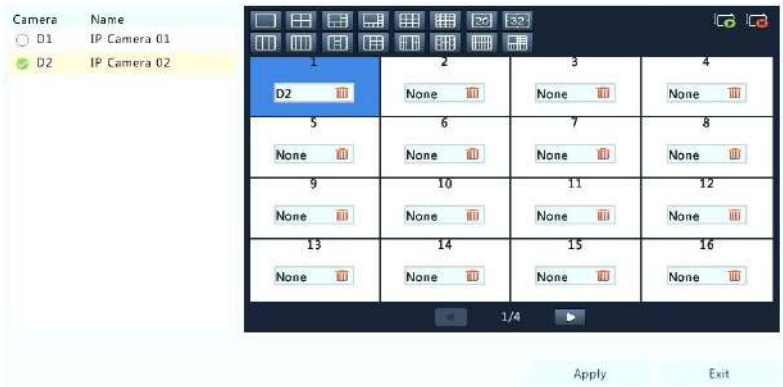 Camera Name
D1 IP Camera 01
D2 IP Camera 02
26 32
1 2 3 4
D2 None None None
5 6 7 8
None None None None
9 10 11 12
None None None None
13 14 15 16
None None None None
1/4
Apply Exit